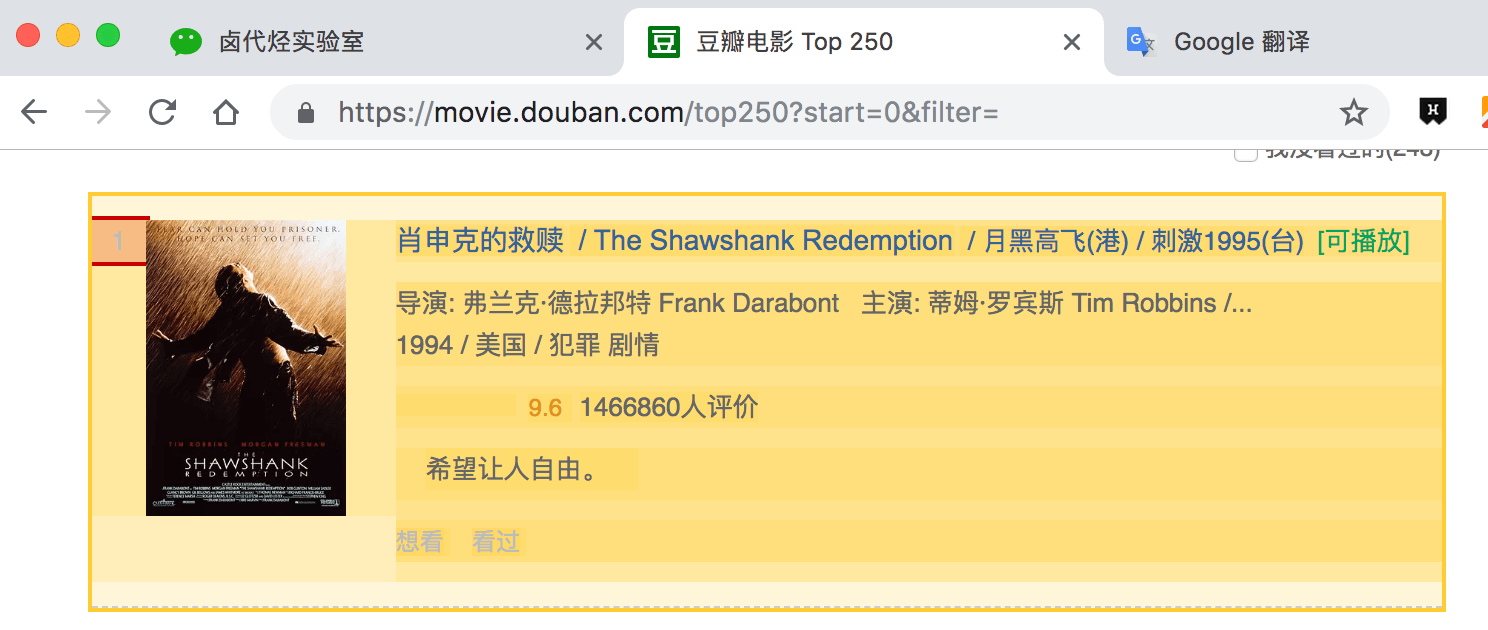 卤代烃实验室
豆瓣电影 Top 250
Google 翻译
https://movie.douban.com/top250?start=0&filter=
1
FEAR CAN HOLD YOU PRISONER.
HOPE CAN SET YOU FREE.
TIM ROBBINS MORGAN FREEMAN
THE
SHAWSHANK
REDEMPTION
肖申克的救赎 / The Shawshank Redemption / 月黑高飞(港) / 刺激1995(台) [可播放]
导演: 弗兰克·德拉邦特 Frank Darabont 主演: 蒂姆·罗宾斯 Tim Robbins /...
1994 / 美国 / 犯罪 剧情
9.6 1466860人评价
希望让人自由。
想看 看过